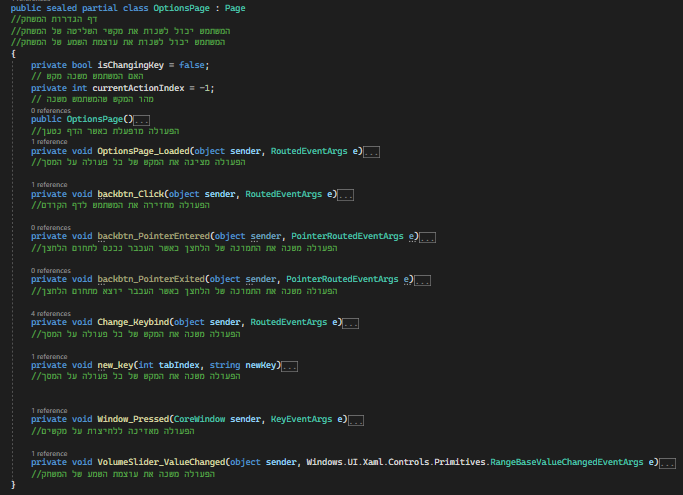 public sealed partial class OptionsPage : Page
//דף הגדרות המשחק
//המשתמש יכול לשנות את מקשי השליטה של המשחק
//המשתמש יכול לשנות את עוצמת השמע של המשחק
{
private bool isChangingKey = false;
// האם המשתמש משנה מקש
private int currentActionIndex = -1;
// מהו המקש שהמשתמש משנה
0 references
public OptionsPage()...
//הפעולה מופעלת כאשר הדף נטען
1 reference
private void OptionsPage_Loaded(object sender, RoutedEventArgs e)...
//הפעולה מציגה את המקש של כל פעולה על המסך
1 reference
private void backbtn_Click(object sender, RoutedEventArgs e)...
//הפעולה מחזירה את המשתמש לדף הקודם
0 references
private void backbtn_PointerEntered(object sender, PointerRoutedEventArgs e)...
//הפעולה משנה את התמונה של הלחצן כאשר העכבר נכנס לתחום הלחצן
0 references
private void backbtn_PointerExited(object sender, PointerRoutedEventArgs e)...
//הפעולה משנה את התמונה של הלחצן כאשר העכבר יוצא מתחום הלחצן
4 references
private void Change_Keybind(object sender, RoutedEventArgs e)...
//הפעולה משנה את המקש של כל פעולה על המסך
1 reference
private void new_key(int tabIndex, string newKey)...
//הפעולה משנה את המקש של כל פעולה על המסך
1 reference
private void Window_Pressed(CoreWindow sender, KeyEventArgs e)...
//הפעולה מאזינה ללחיצות על מקשים
1 reference
private void VolumeSlider_ValueChanged(object sender, Windows.UI.Xaml.Controls.Primitives.RangeBaseValueChangedEventArgs e)...
//הפעולה משנה את עוצמת השמע של המשחק
}